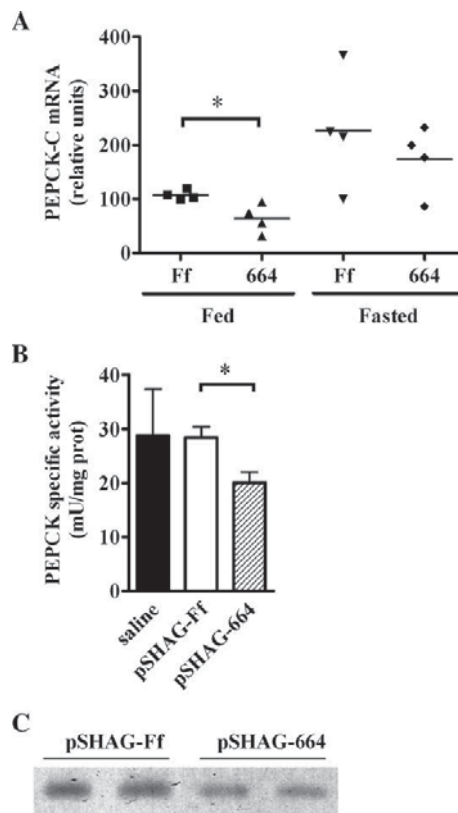 A
PEPCK-C mRNA
(relative units)
400
300
200
100
0
*
Ff 664 Ff 664
Fed Fasted
B
PEPCK specific activity
(mU/mg prot)
40
30
20
10
0
*
saline
pSHAG-Ff
pSHAG-664
C
pSHAG-Ff pSHAG-664